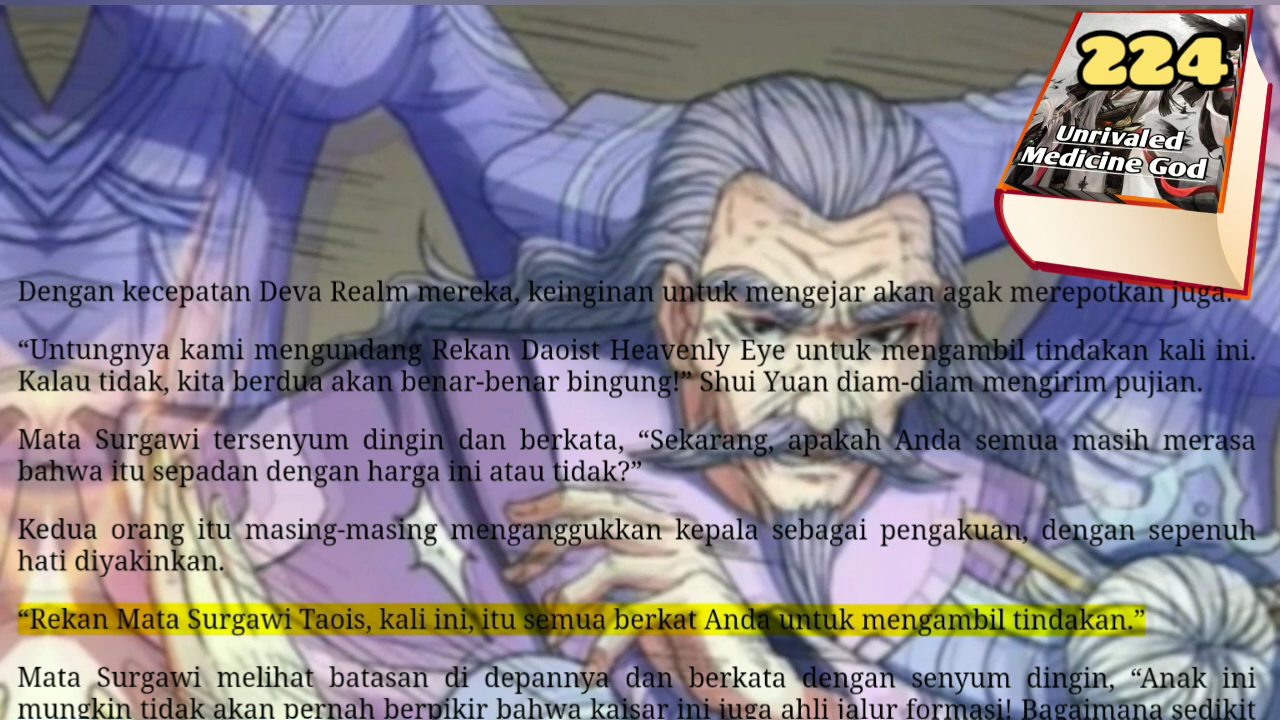 224
Unrivaled
Medicine God
Dengan kecepatan Deva Realm mereka, keinginan untuk mengejar akan agak merepotkan juga.
“Untungnya kami mengundang Rekan Daoist Heavenly Eye untuk mengambil tindakan kali ini.
Kalau tidak, kita berdua akan benar-benar bingung!” Shui Yuan diam-diam mengirim pujian.
Mata Surgawi tersenyum dingin dan berkata, “Sekarang, apakah Anda semua masih merasa
bahwa itu sepadan dengan harga ini atau tidak?”
Kedua orang itu masing-masing menganggukkan kepala sebagai pengakuan, dengan sepenuh
hati diyakinkan.
“Rekan Mata Surgawi Taois, kali ini, itu semua berkat Anda untuk mengambil tindakan.”
Mata Surgawi melihat batasan di depannya dan berkata dengan senyum dingin, “Anak ini
mungkin tidak akan pernah berpikir bahwa kaisar ini juga ahli jalur formasi! Bagaimana sedikit